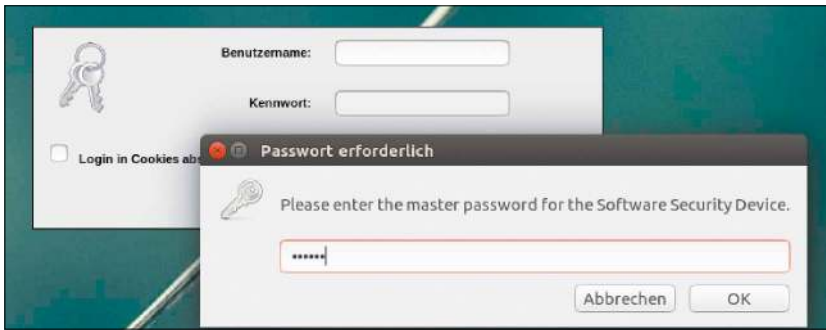 Benutzername:
Kennwort:
Login in Cookies abs
Passwort erforderlich
Please enter the master password for the Software Security Device.
••••••
Abbrechen
OK